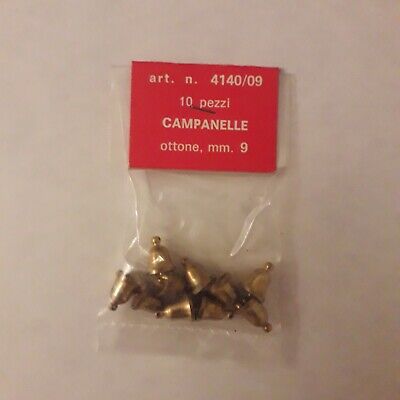 art. n. 4140/09
10 pezzi
CAMPANELLE
ottone, mm. 9